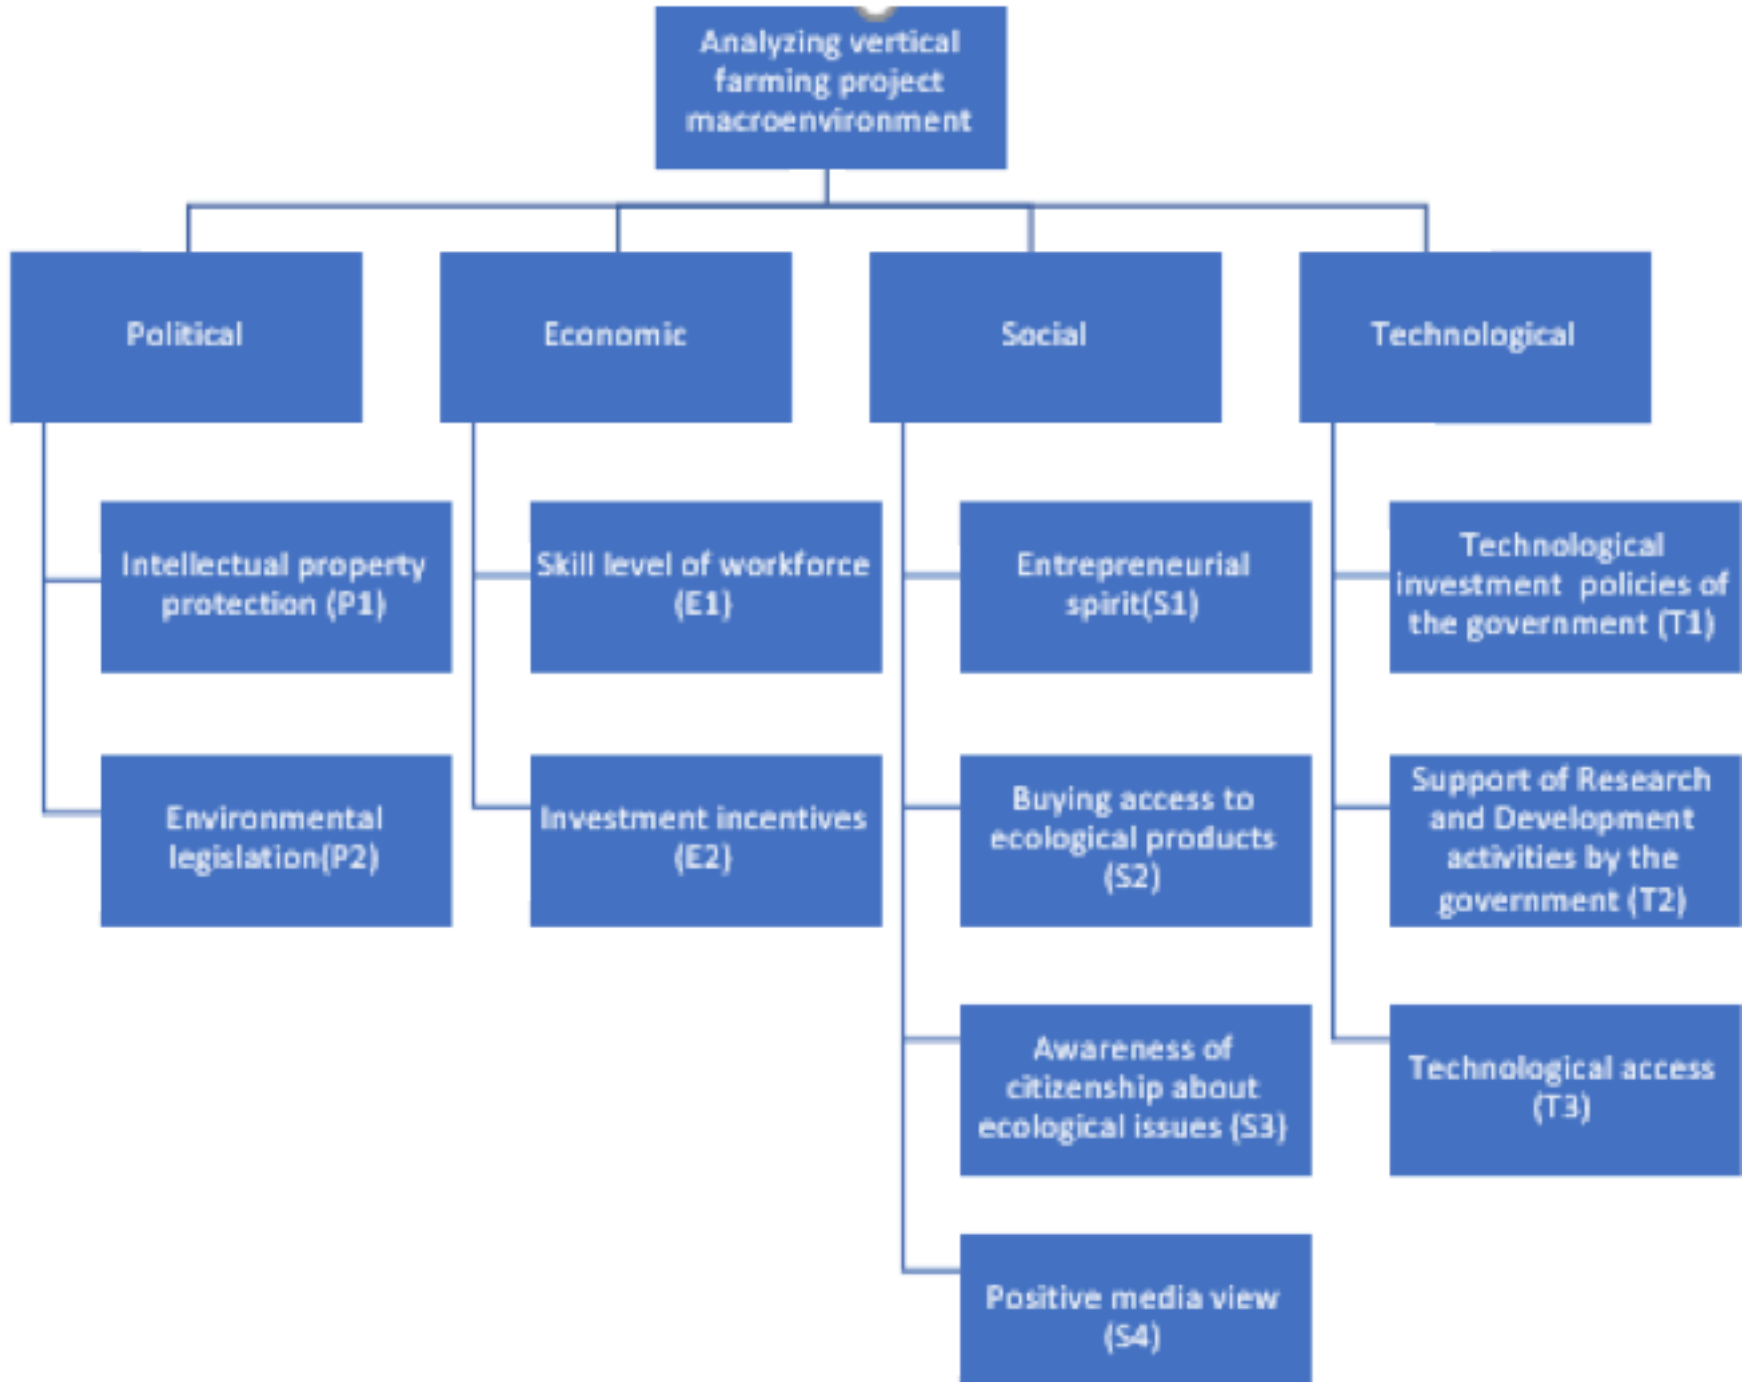 Analyzing vertical
farming project
macroenvironment
Political
Economic
Social
Technological
Intellectual property
protection (P1)
Skill level of workforce
(E1)
Entrepreneurial
spirit(S1)
Technological
investment policies of
the government (T1)
Environmental
legislation(P2)
Investment incentives
(E2)
Buying access to
ecological products
(S2)
Support of Research
and Development
activities by the
government (T2)
Awareness of
citizenship about
ecological issues (S3)
Technological access
(T3)
Positive media view
(S4)